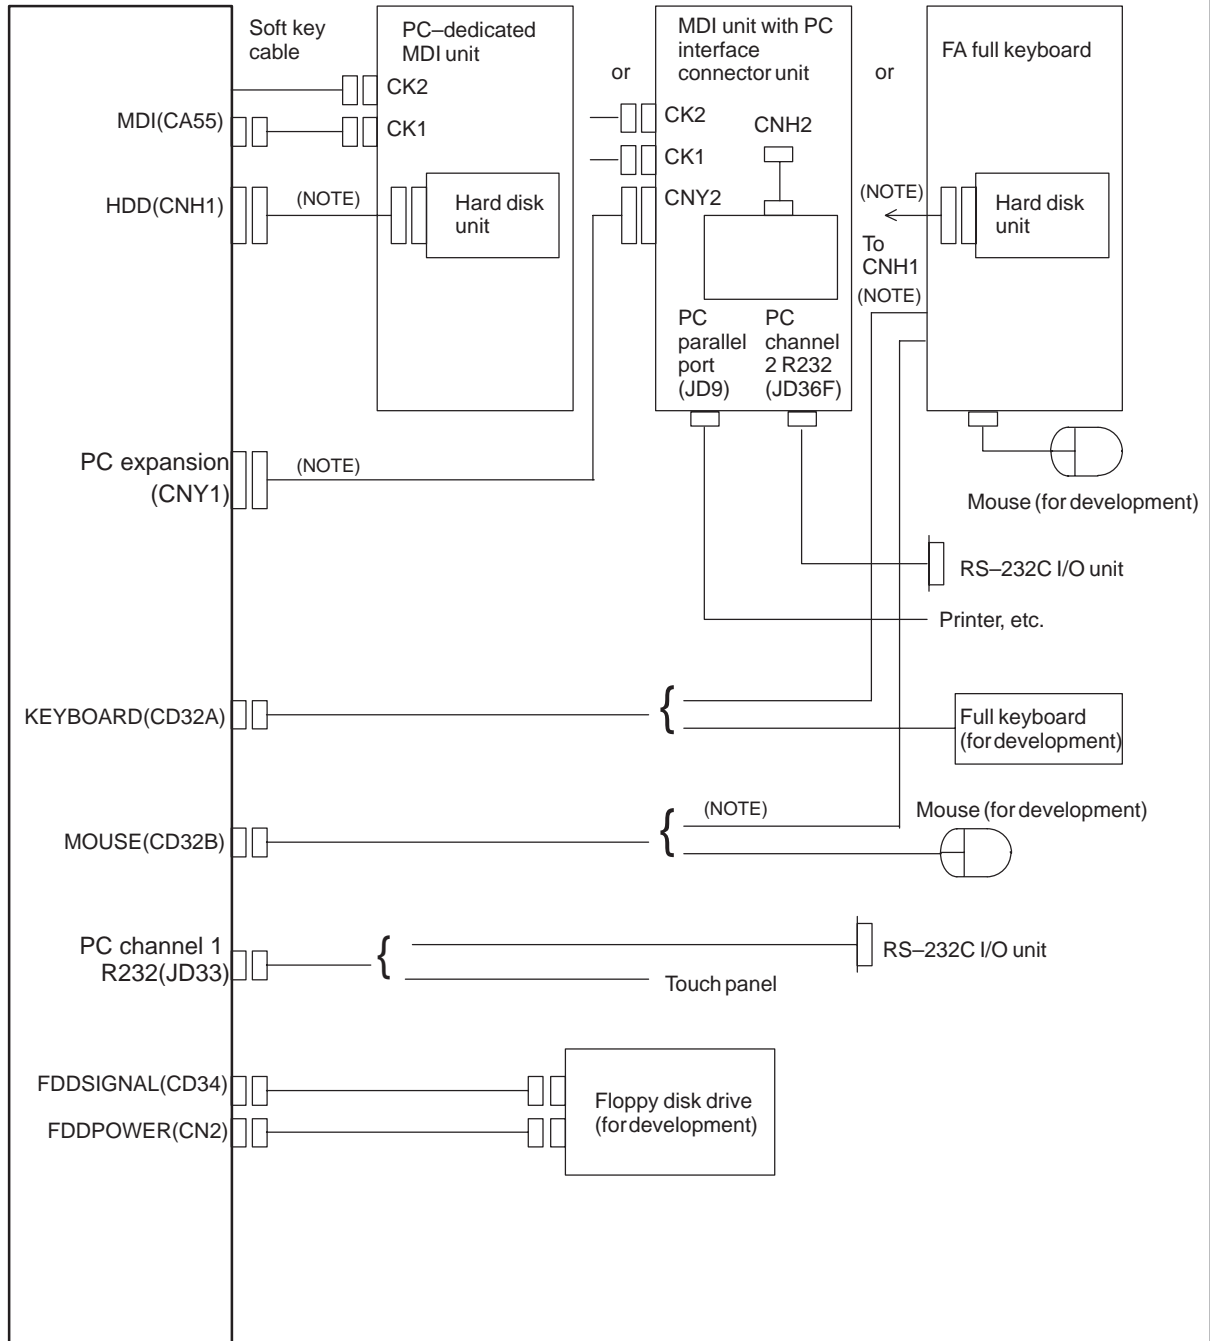 Soft key
cable
PC–dedicated
MDI unit
or
MDI unit with PC
interface
connector unit
or
FA full keyboard
MDI(CA55)
CK2
CK1
CK2
CK1
CNY2
CNH2
HDD(CNH1)
(NOTE)
Hard disk
unit
(NOTE)
To
CNH1
(NOTE)
Hard disk
unit
PC
parallel
port
(JD9)
PC
channel
2 R232
(JD36F)
PC expansion
(CNY1)
(NOTE)
Mouse (for development)
RS–232C I/O unit
Printer, etc.
KEYBOARD(CD32A)
{
Full keyboard
(for development)
MOUSE(CD32B)
{
(NOTE)
Mouse (for development)
PC channel 1
R232(JD33)
{
RS–232C I/O unit
Touch panel
FDDSIGNAL(CD34)
FDDPOWER(CN2)
Floppy disk drive
(for development)